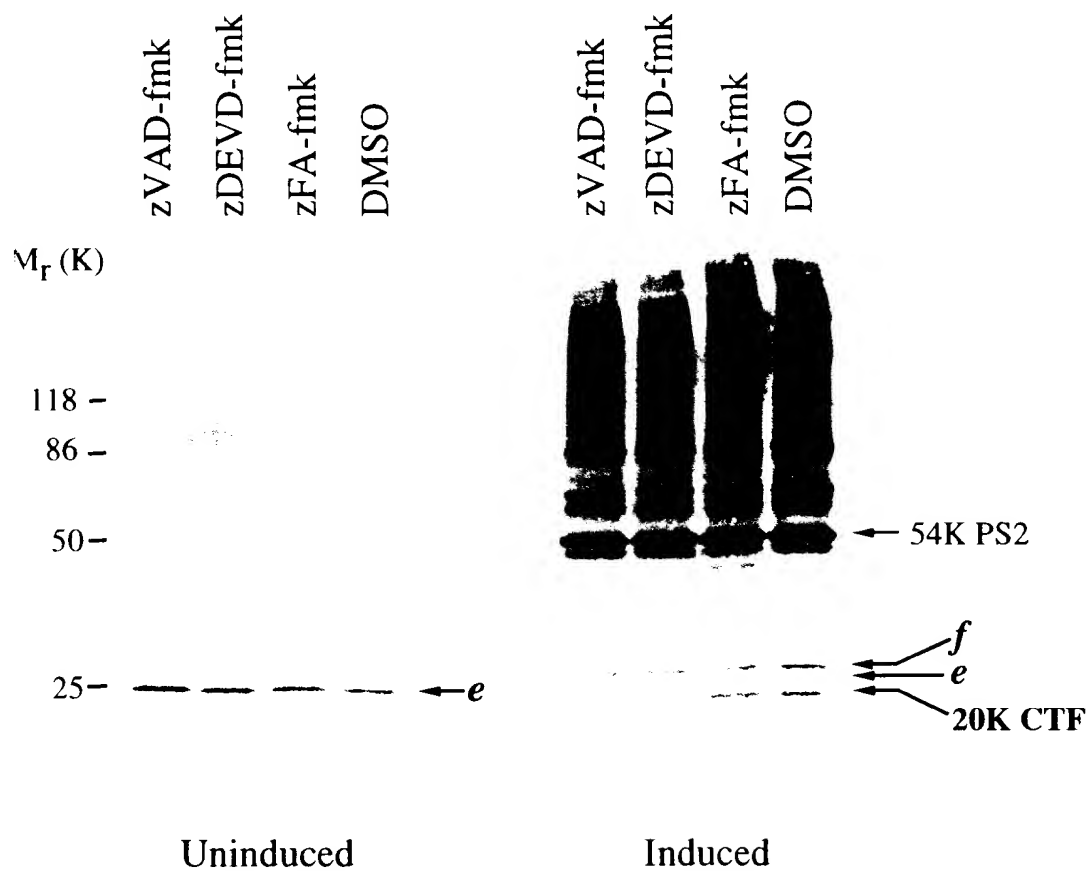 zVAD-fmk
zDEVD-fmk
zFA-fmk
DMSO
zVAD-fmk
zDEVD-fmk
zFA-fmk
DMSO
Mr (K)
118
86
50
25
e
54K PS2
f
e
20K CTF
Uninduced
Induced